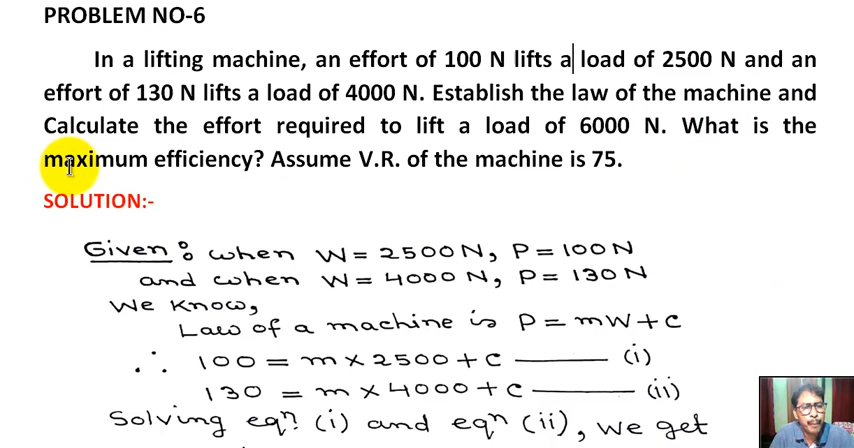 PROBLEM NO-6
In a lifting machine, an effort of 100 N lifts a load of 2500 N and an
effort of 130 N lifts a load of 4000 N. Establish the law of the machine and
Calculate the effort required to lift a load of 6000 N. What is the
maximum efficiency? Assume V.R. of the machine is 75.
SOLUTION:-
Given : when W = 2500N, P = 100N
and when W = 4000 N, P = 130N
We know,
Law of a machine is P = mW + C
∴ 100 = m × 2500 + C ——— (i)
130 = m × 4000 + C ——— (ii)
Solving eqn. (i) and eqn (ii), we get